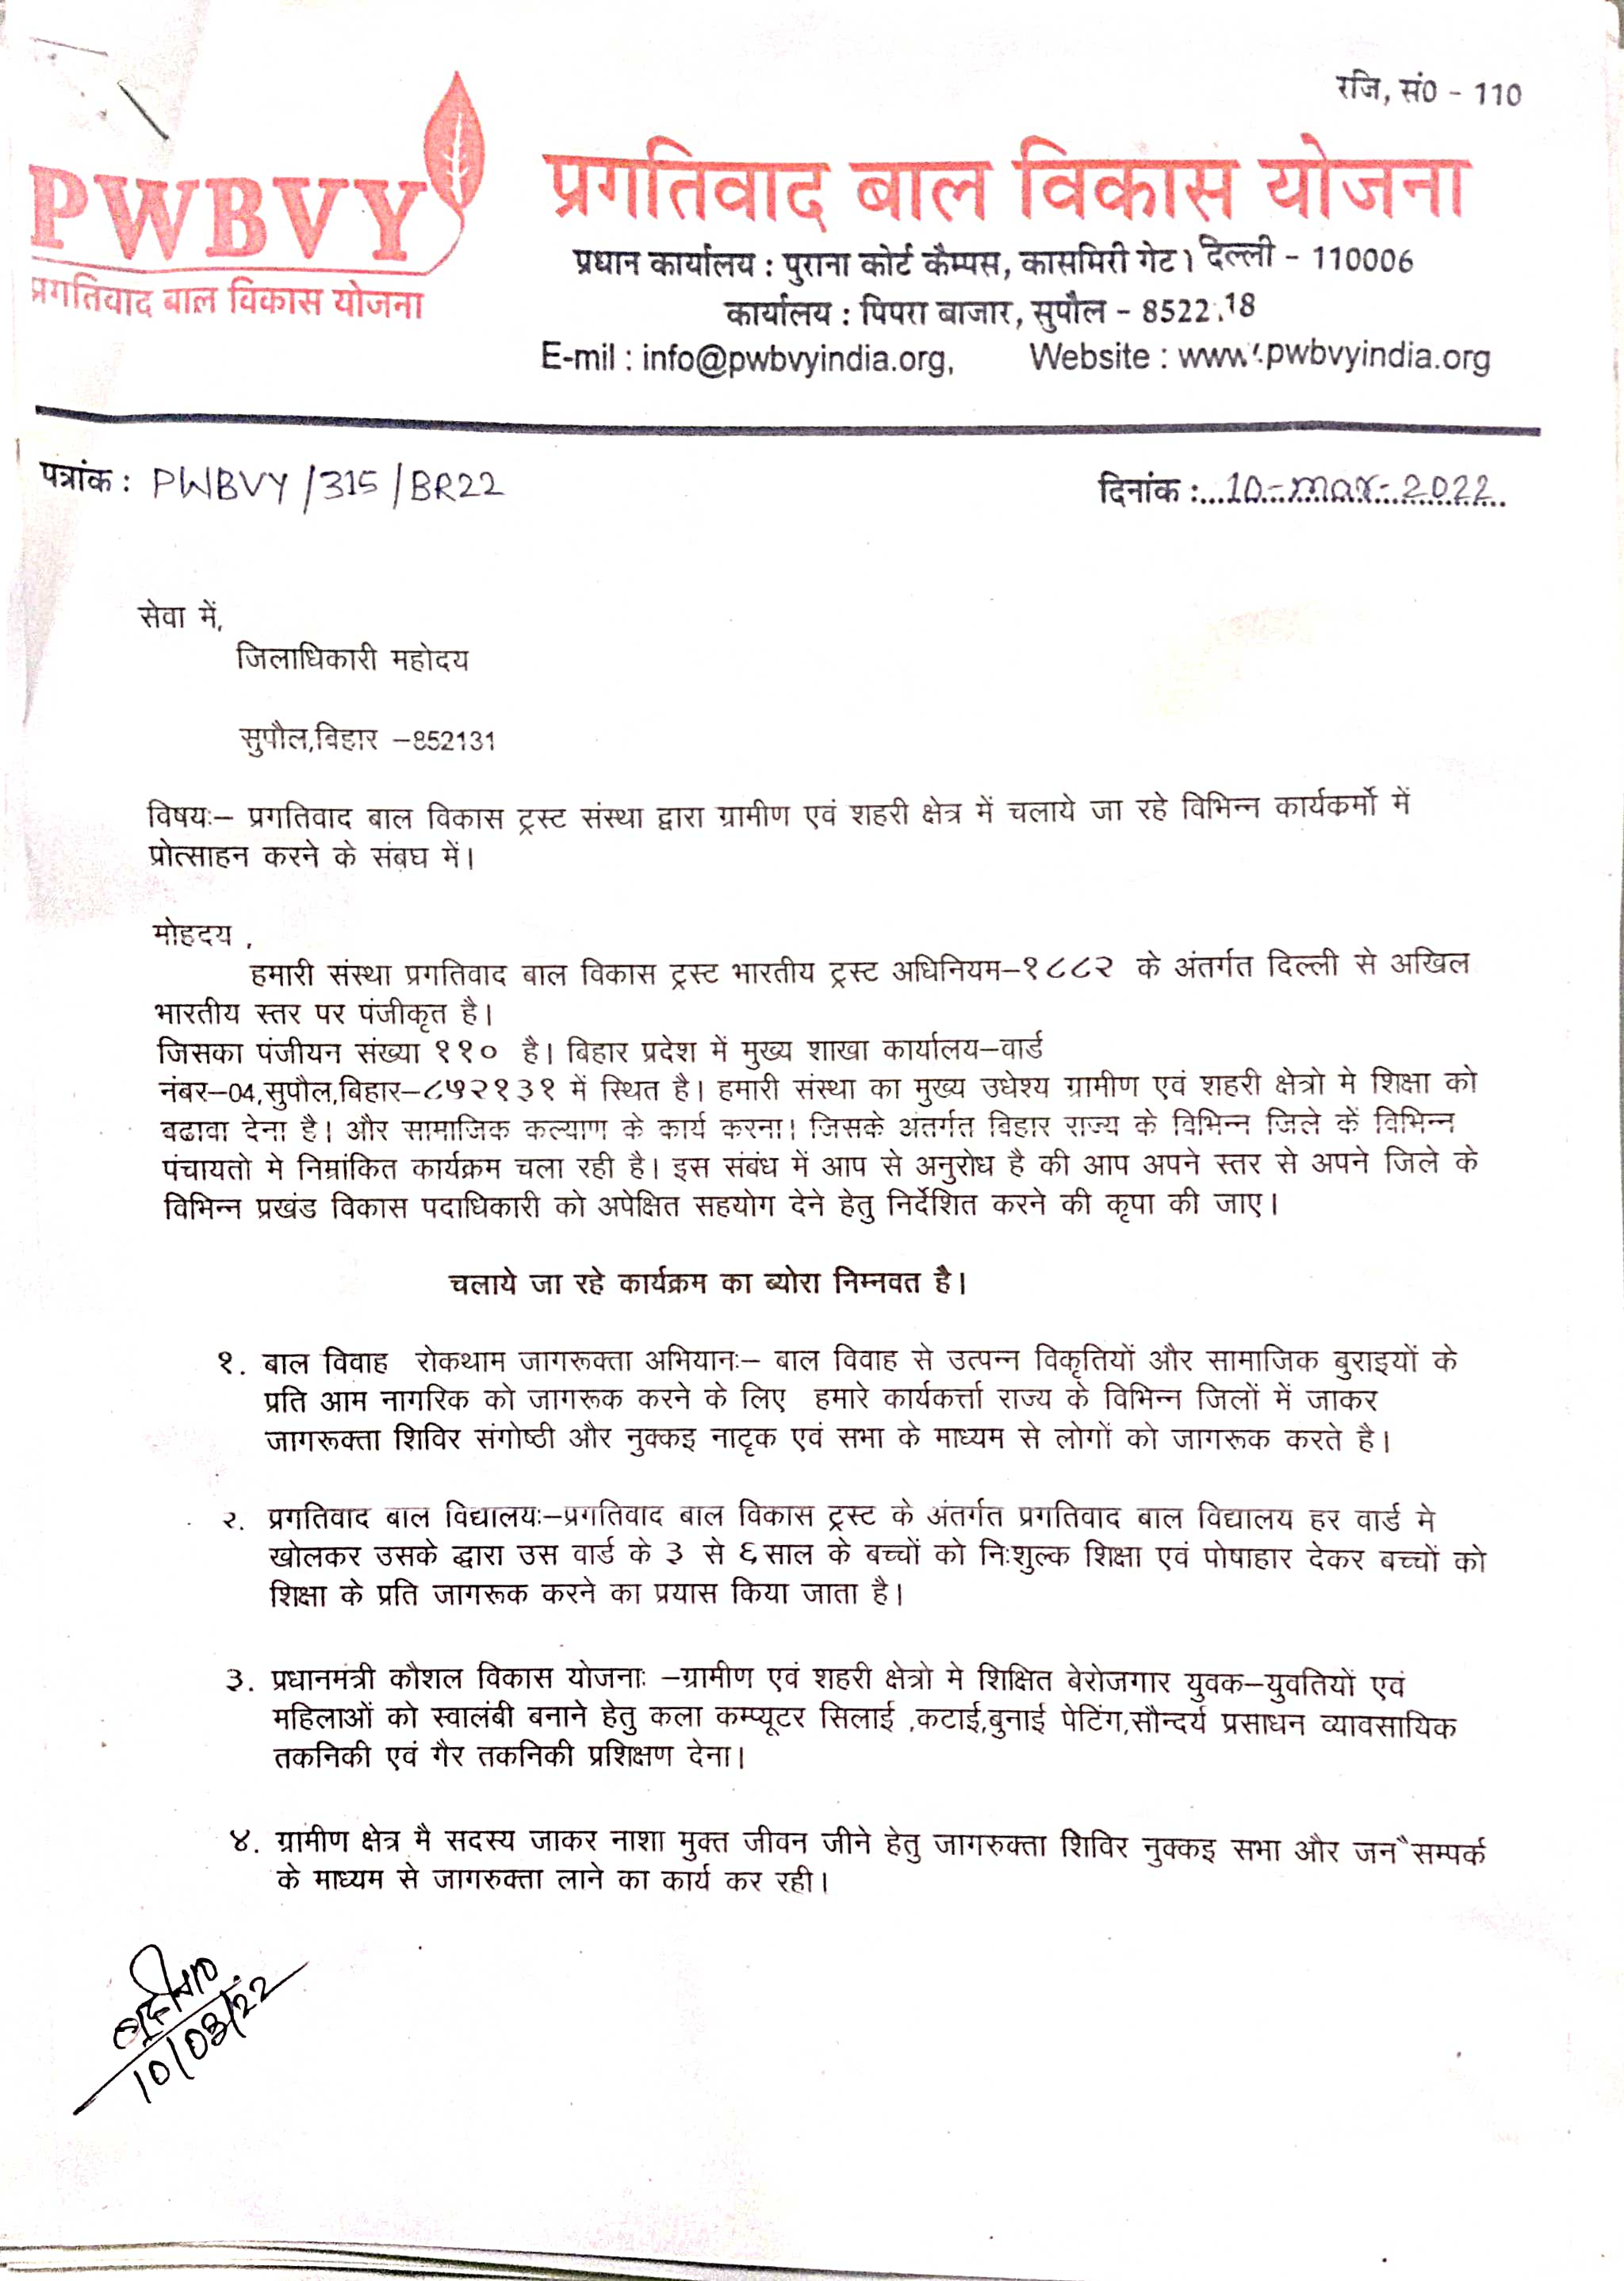 रजि, सं0 - 110
PWBVY
प्रगतिवाद बाल विकास योजना
प्रगतिवाद बाल विकास योजना
प्रधान कार्यालय : पुराना कोर्ट कैम्पस, कासमिरी गेट। दिल्ली - 110006
कार्यालय : पिपरा बाजार, सुपौल - 852218
E-mil : info@pwbvyindia.org, Website : www.pwbvyindia.org
पत्रांक : PWBVY/315/BR22
दिनांक :...10-mar-2022...
सेवा में,
जिलाधिकारी महोदय
सुपौल,बिहार –852131
विषयः– प्रगतिवाद बाल विकास ट्रस्ट संस्था द्वारा ग्रामीण एवं शहरी क्षेत्र में चलाये जा रहे विभिन्न कार्यकर्मो में
प्रोत्साहन करने के संबघ में।
मोहदय ,
हमारी संस्था प्रगतिवाद बाल विकास ट्रस्ट भारतीय ट्रस्ट अधिनियम–१८८२ के अंतर्गत दिल्ली से अखिल
भारतीय स्तर पर पंजीकृत है।
जिसका पंजीयन संख्या ११० है। बिहार प्रदेश में मुख्य शाखा कार्यालय–वार्ड
नंबर–04,सुपौल,बिहार–८५२१३१ में स्थित है। हमारी संस्था का मुख्य उधेश्य ग्रामीण एवं शहरी क्षेत्रो मे शिक्षा को
वढावा देना है। और सामाजिक कल्याण के कार्य करना। जिसके अंतर्गत विहार राज्य के विभिन्न जिले कें विभिन्न
पंचायतो मे निम्नांकित कार्यक्रम चला रही है। इस संबंध में आप से अनुरोध है की आप अपने स्तर से अपने जिले के
विभिन्न प्रखंड विकास पदाधिकारी को अपेक्षित सहयोग देने हेतु निर्देशित करने की कृपा की जाए।
चलाये जा रहे कार्यक्रम का ब्योरा निम्नवत है।
१. बाल विवाह रोकथाम जागरूक्ता अभियानः– बाल विवाह से उत्पन्न विकृतियों और सामाजिक बुराइयों के
प्रति आम नागरिक को जागरूक करने के लिए हमारे कार्यकर्त्ता राज्य के विभिन्न जिलों में जाकर
जागरूक्ता शिविर संगोष्ठी और नुक्कइ नाटृक एवं सभा के माध्यम से लोगों को जागरूक करते है।
२. प्रगतिवाद बाल विद्यालयः–प्रगतिवाद बाल विकास ट्रस्ट के अंतर्गत प्रगतिवाद बाल विद्यालय हर वार्ड मे
खोलकर उसके द्धारा उस वार्ड के ३ से ६साल के बच्चों को निःशुल्क शिक्षा एवं पोषाहार देकर बच्चों को
शिक्षा के प्रति जागरूक करने का प्रयास किया जाता है।
३. प्रधानमंत्री कौशल विकास योजनाः –ग्रामीण एवं शहरी क्षेत्रो मे शिक्षित बेरोजगार युवक–युवतियों एवं
महिलाओं को स्वालंबी बनाने हेतु कला कम्प्यूटर सिलाई ,कटाई,बुनाई पेटिंग,सौन्दर्य प्रसाधन व्यावसायिक
तकनिकी एवं गैर तकनिकी प्रशिक्षण देना।
४. ग्रामीण क्षेत्र मै सदस्य जाकर नाशा मुक्त जीवन जीने हेतु जागरुक्ता शिविर नुक्कइ सभा और जन सम्पर्क
के माध्यम से जागरुक्ता लाने का कार्य कर रही।
10/03/22